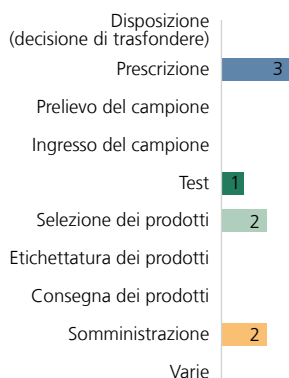 Disposizione
(decisione di trasfondere)
Prescrizione 3
Prelievo del campione
Ingresso del campione
Test 1
Selezione dei prodotti 2
Etichettatura dei prodotti
Consegna dei prodotti
Somministrazione 2
Varie